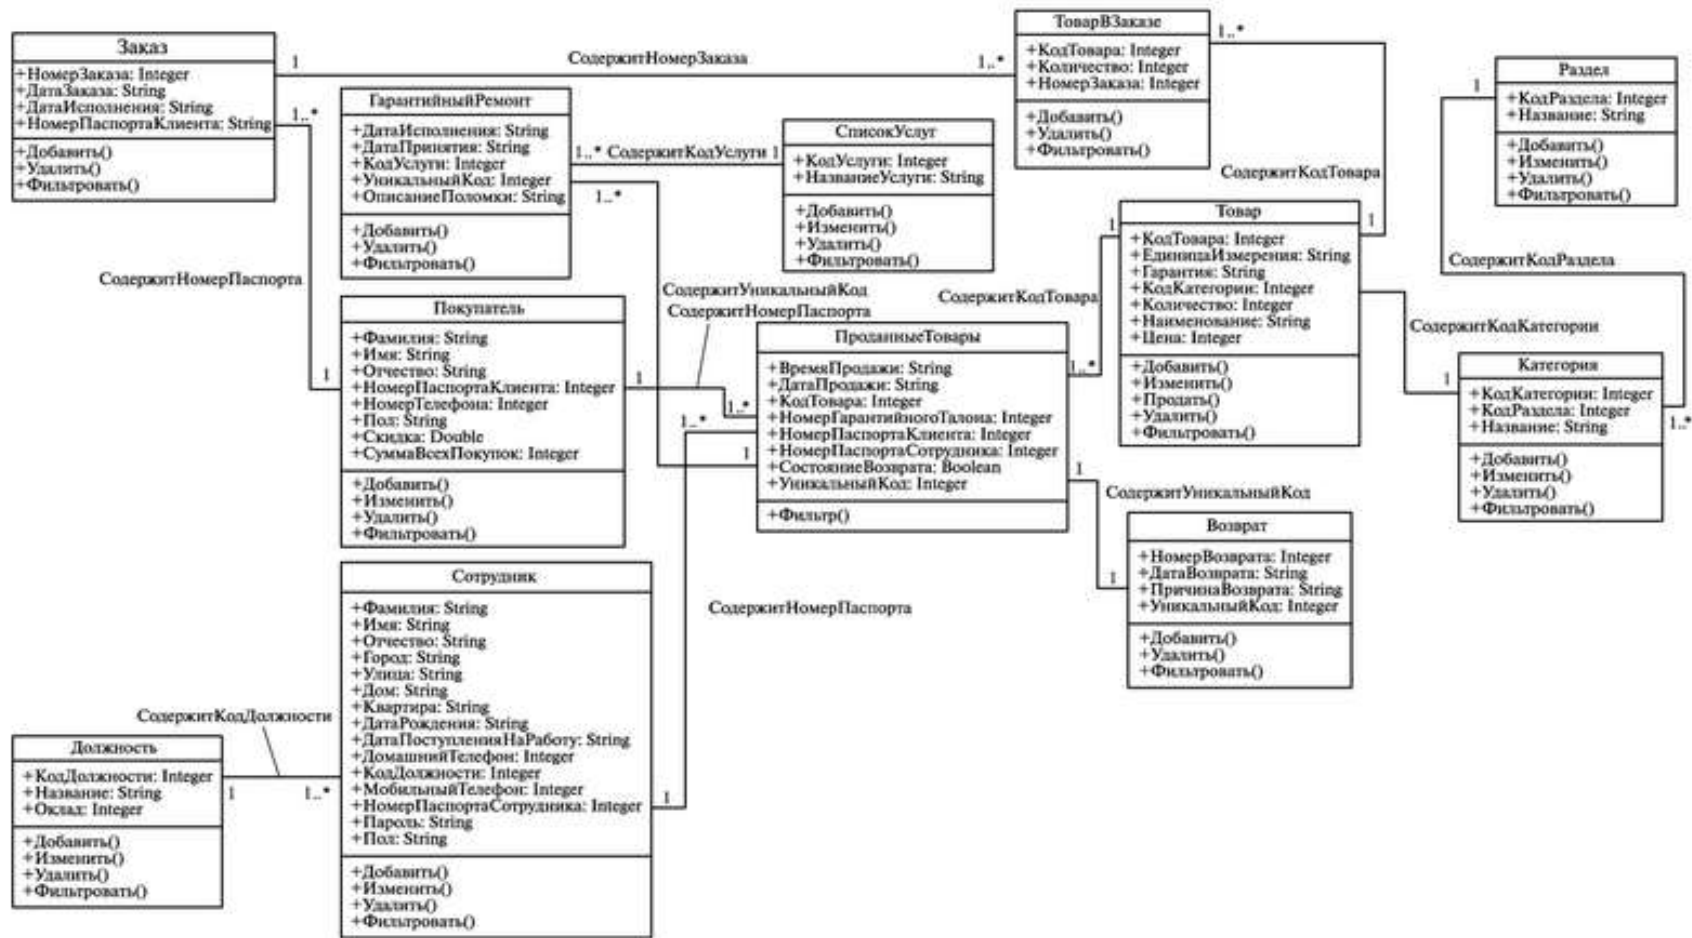 Заказ
+НомерЗаказа: Integer
+ДатаЗаказа: String
+ДатаИсполнения: String
+НомерПаспортаКлиента: String
+Добавить()
+Удалить()
+Фильтровать()
1
СодержитНомерЗаказа
1..*
1..*
СодержитНомерПаспорта
1
ТоварВЗаказе
+КодТовара: Integer
+Количество: Integer
+НомерЗаказа: Integer
+Добавить()
+Удалить()
+Фильтровать()
1..*
СодержитКодТовара
1
Раздел
+КодРаздела: Integer
+Название: String
+Добавить()
+Изменить()
+Удалить()
+Фильтровать()
1
СодержитКодРаздела
1..*
ГарантийныйРемонт
+ДатаИсполнения: String
+ДатаПринятия: String
+КодУслуги: Integer
+УникальныйКод: Integer
+ОписаниеПоломки: String
+Добавить()
+Удалить()
+Фильтровать()
1..* СодержитКодУслуги 1
1..*
СодержитУникальныйКод
1
СписокУслуг
+КодУслуги: Integer
+НазваниеУслуги: String
+Добавить()
+Изменить()
+Удалить()
+Фильтровать()
Товар
+КодТовара: Integer
+ЕдиницаИзмерения: String
+Гарантия: String
+КодКатегории: Integer
+Количество: Integer
+Наименование: String
+Цена: Integer
+Добавить()
+Изменить()
+Продать()
+Удалить()
+Фильтровать()
1
СодержитКодТовара
1..*
СодержитКодКатегории
1
Покупатель
+Фамилия: String
+Имя: String
+Отчество: String
+НомерПаспортаКлиента: Integer
+НомерТелефона: Integer
+Пол: String
+Скидка: Double
+СуммаВсехПокупок: Integer
+Добавить()
+Изменить()
+Удалить()
+Фильтровать()
СодержитНомерПаспорта
1
1..*
ПроданныеТовары
+ВремяПродажи: String
+ДатаПродажи: String
+КодТовара: Integer
+НомерГарантийногоТалона: Integer
+НомерПаспортаКлиента: Integer
+НомерПаспортаСотрудника: Integer
+СостояниеВозврата: Boolean
+УникальныйКод: Integer
+Фильтр()
Категория
+КодКатегории: Integer
+КодРаздела: Integer
+Название: String
+Добавить()
+Изменить()
+Удалить()
+Фильтровать()
1
СодержитУникальныйКод
1
Возврат
+НомерВозврата: Integer
+ДатаВозврата: String
+ПричинаВозврата: String
+УникальныйКод: Integer
+Добавить()
+Удалить()
+Фильтровать()
Сотрудник
+Фамилия: String
+Имя: String
+Отчество: String
+Город: String
+Улица: String
+Дом: String
+Квартира: String
+ДатаРождения: String
+ДатаПоступленияНаРаботу: String
+ДомашнийТелефон: Integer
+КодДолжности: Integer
+МобильныйТелефон: Integer
+НомерПаспортаСотрудника: Integer
+Пароль: String
+Пол: String
+Добавить()
+Изменить()
+Удалить()
+Фильтровать()
1..*
СодержитНомерПаспорта
1
СодержитКодДолжности
1
1..*
Должность
+КодДолжности: Integer
+Название: String
+Оклад: Integer
+Добавить()
+Изменить()
+Удалить()
+Фильтровать()